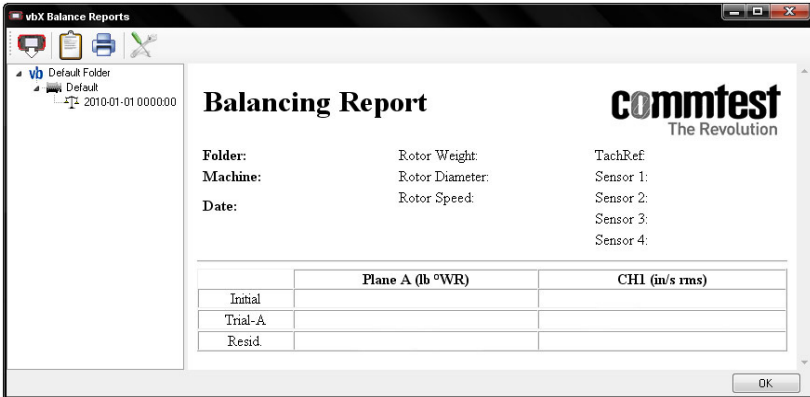 vbX Balance Reports
vb Default Folder
Default
2010-01-01 0000:00
Balancing Report
commtest
The Revolution
Folder: Rotor Weight: TachRef:
Machine: Rotor Diameter: Sensor 1:
Date: Rotor Speed: Sensor 2:
Sensor 3:
Sensor 4:
Plane A (lb °WR) CH1 (in/s rms)
Initial
Trial-A
Resid.
OK